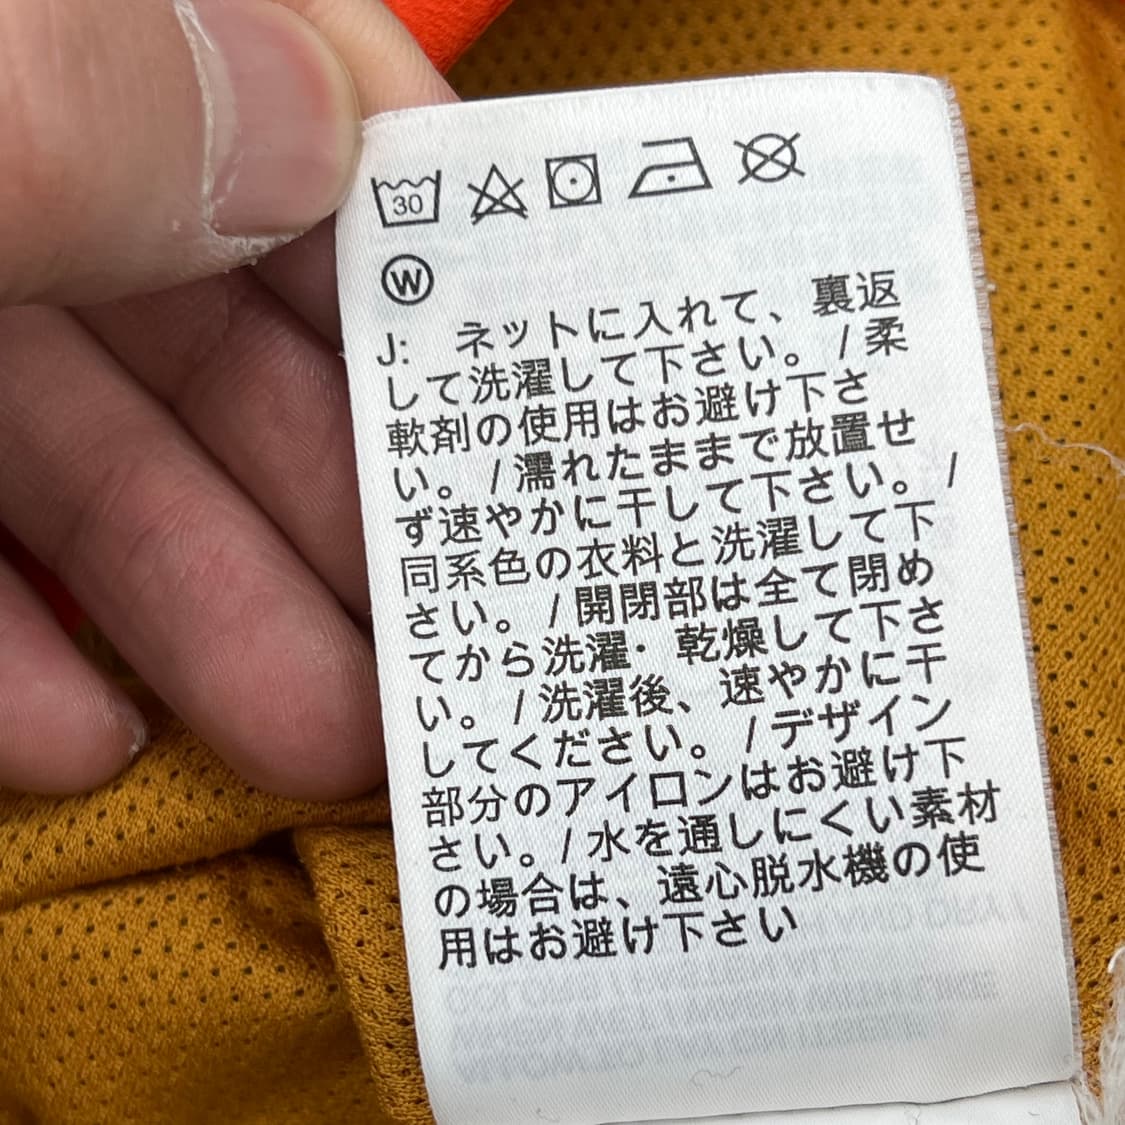 30
W
J: ネットに入れて、裏返
して洗濯して下さい。/柔
軟剤の使用はお避け下さ
い。/濡れたままで放置せ
ず速やかに干して下さい。/
同系色の衣料と洗濯して下
さい。/開閉部は全て閉め
てから洗濯・乾燥して下さ
い。/洗濯後、速やかに干
してください。/デザイン
部分のアイロンはお避け下
さい。/水を通しにくい素材
の場合は、遠心脱水機の使
用はお避け下さい